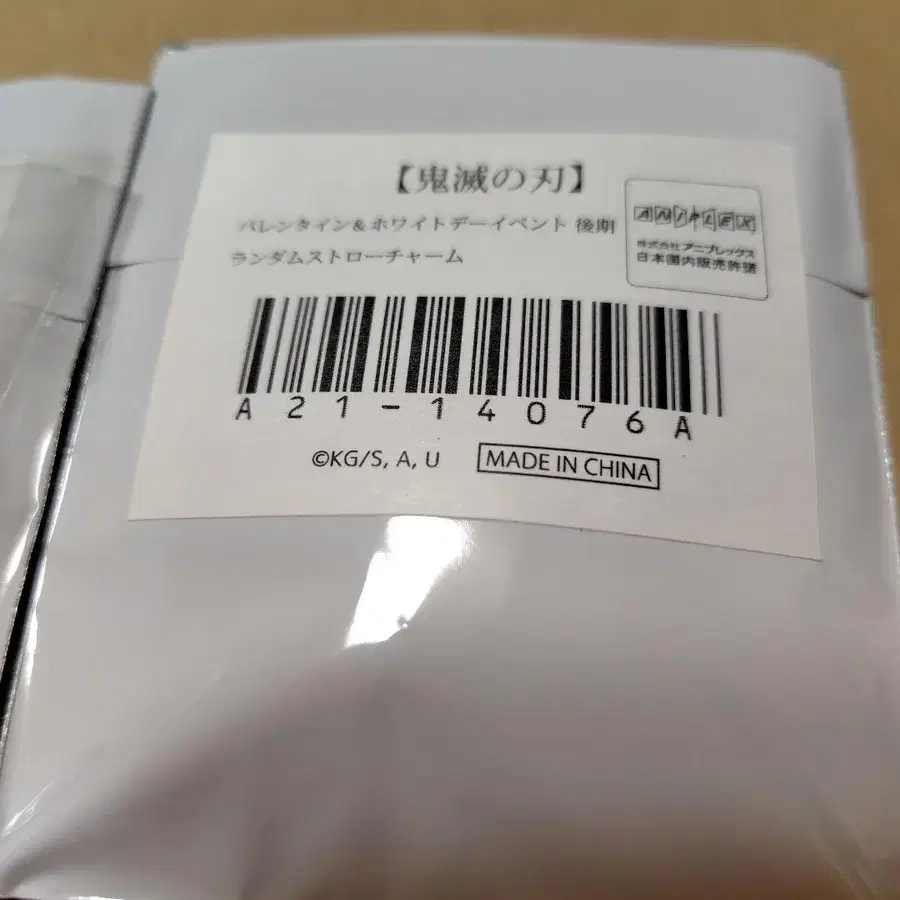 【鬼滅の刃】
バレンタイン&ホワイトデーイベント 後期
ランダムストローチャーム
ANIPLEX
株式会社アニプレックス
日本国内販売許諾
A21-14076A
©KG/S, A, U
MADE IN CHINA